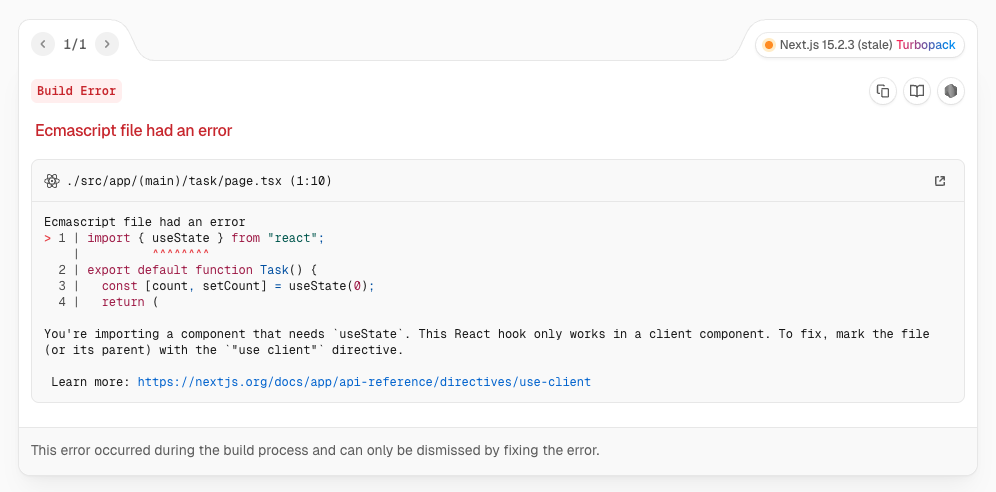 1/1
Next.js 15.2.3 (stale) Turbopack
Build Error
Ecmascript file had an error
./src/app/(main)/task/page.tsx (1:10)
Ecmascript file had an error
> 1 | import { useState } from "react";
    |          ^^^^^^^^
  2 | export default function Task() {
  3 |   const [count, setCount] = useState(0);
  4 |   return (
You're importing a component that needs `useState`. This React hook only works in a client component. To fix, mark the file
(or its parent) with the `"use client"` directive.
Learn more: https://nextjs.org/docs/app/api-reference/directives/use-client
This error occurred during the build process and can only be dismissed by fixing the error.